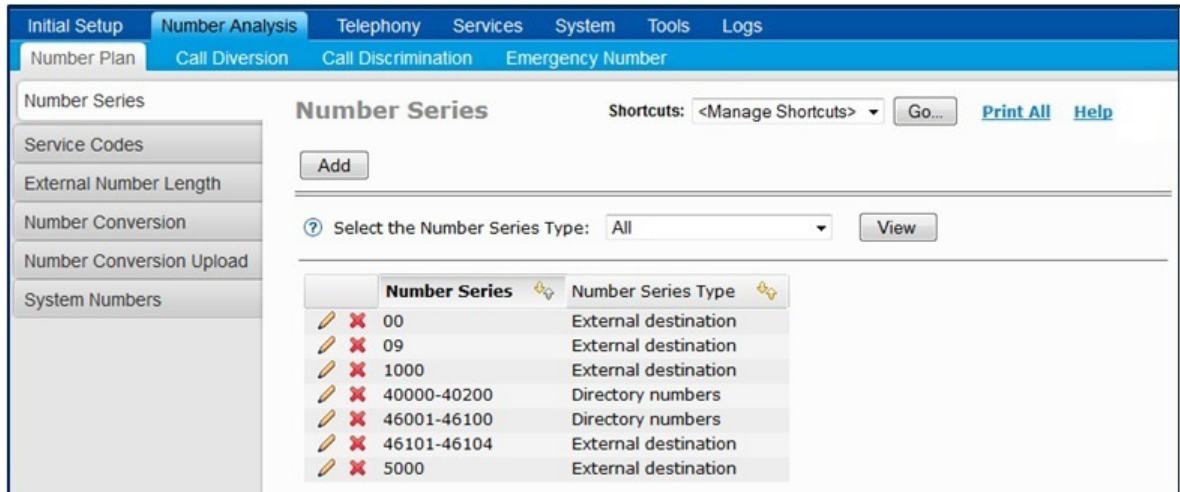 Initial Setup Number Analysis Telephony Services System Tools Logs
Number Plan Call Diversion Call Discrimination Emergency Number
Number Series
Service Codes
External Number Length
Number Conversion
Number Conversion Upload
System Numbers
Number Series Shortcuts: <Manage Shortcuts> Go... Print All Help
Add
? Select the Number Series Type: All View
Number Series Number Series Type
00 External destination
09 External destination
1000 External destination
40000-40200 Directory numbers
46001-46100 Directory numbers
46101-46104 External destination
5000 External destination